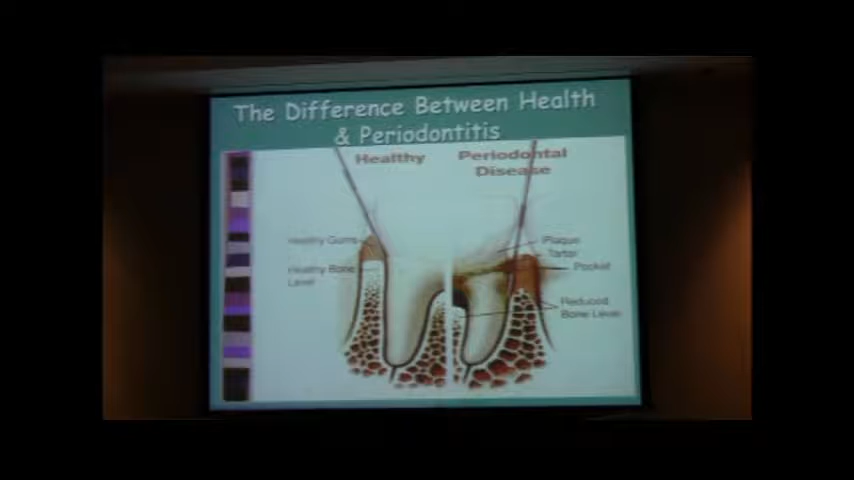 The Difference Between Health
& Periodontitis
Healthy
Periodontal
Disease
Healthy Gums
Healthy Bone
Level
Plaque
Tartar
Pocket
Reduced
Bone Level